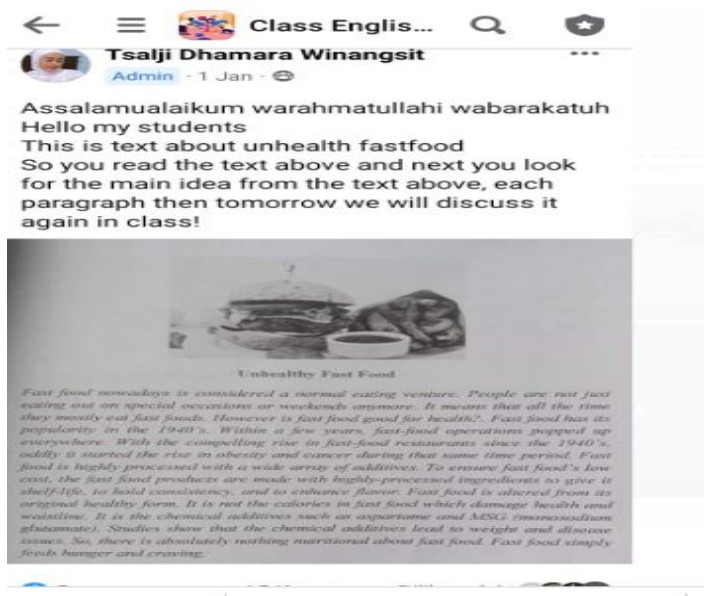 Class Englis...
Tsalji Dhamara Winangsit
Admin · 1 Jan ·
Assalamualaikum warahmatullahi wabarakatuh
Hello my students
This is text about unhealth fastfood
So you read the text above and next you look
for the main idea from the text above, each
paragraph then tomorrow we will discuss it
again in class!
Unhealthy Fast Food
Fast food nowadays is considered a normal eating venture. People are not just
eating out on special occasions or weekends anymore. It means that all the time
they mostly eat fast foods. However is fast food good for health?. Fast food has its
popularity in the 1940's. Within a few years, fast-food operations popped up
everywhere. With the compelling rise in fast-food restaurants since the 1940's,
oddly it started the rise in obesity and cancer during that same time period. Fast
food is highly processed with a wide array of additives. To ensure fast food's low
cost, the fast food products are made with highly-processed ingredients to give it
shelf-life, to hold consistency, and to enhance flavor. Fast food is altered from its
original healthy form. It is not the calories in fast food which damage health and
waistline. It is the chemical additives such as aspartame and MSG (monosodium
glutamate). Studies show that the chemical additives lead to weight and disease
issues. So, there is absolutely nothing nutritional about fast food. Fast food simply
feeds hunger and craving.